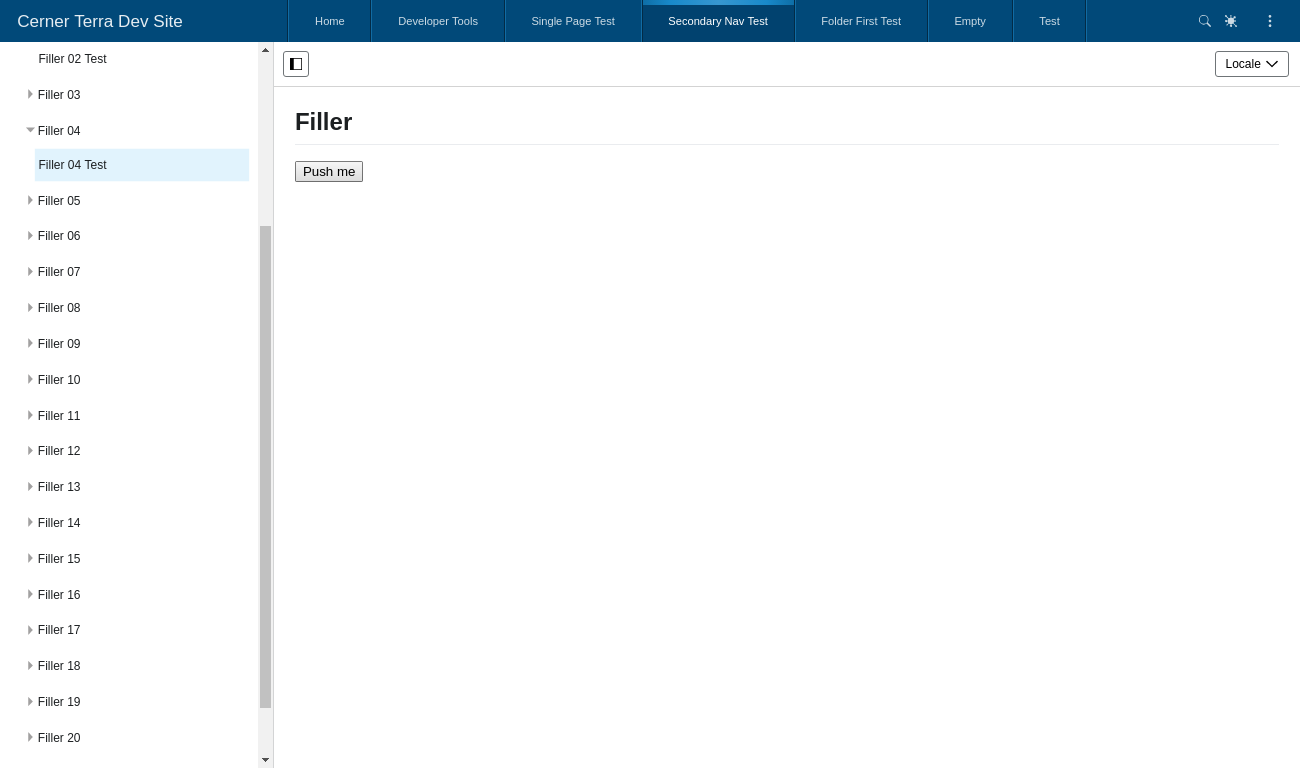 Cerner Terra Dev Site
Home
Developer Tools
Single Page Test
Secondary Nav Test
Folder First Test
Empty
Test
Filler 02 Test
Filler 03
Filler 04
Filler 04 Test
Filler 05
Filler 06
Filler 07
Filler 08
Filler 09
Filler 10
Filler 11
Filler 12
Filler 13
Filler 14
Filler 15
Filler 16
Filler 17
Filler 18
Filler 19
Filler 20
Locale
Filler
Push me